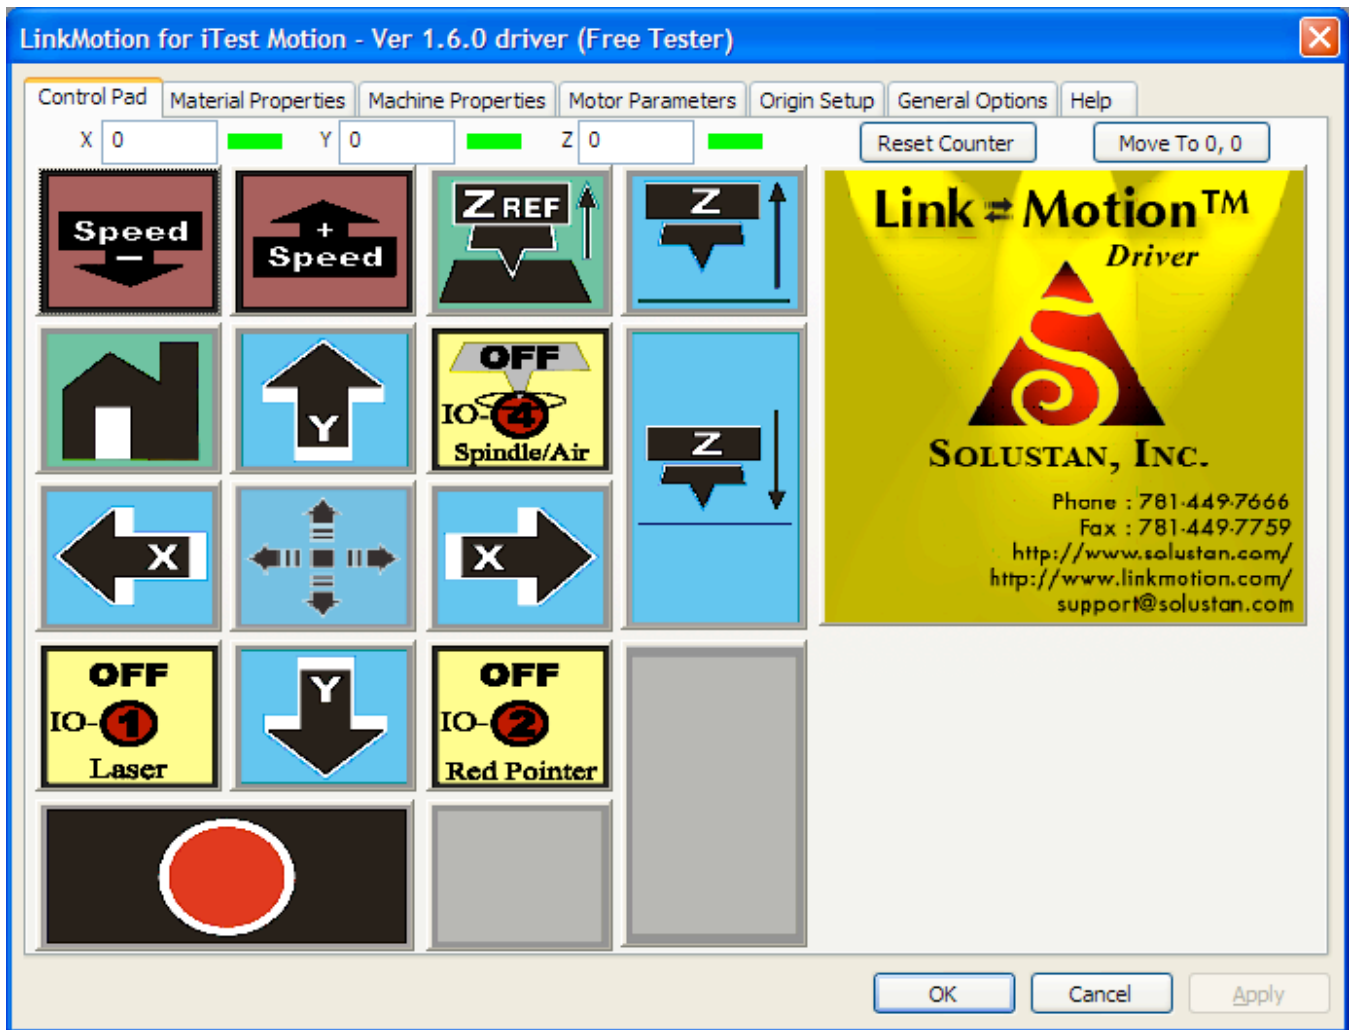 LinkMotion for iTest Motion - Ver 1.6.0 driver (Free Tester)
Control Pad Material Properties Machine Properties Motor Parameters Origin Setup General Options Help
X 0 Y 0 Z 0 Reset Counter Move To 0, 0
Speed
-
+
Speed
Z REF
Z
Link ⇄ Motion™
Driver
Y
OFF
IO-4
Spindle/Air
Z
SOLUSTAN, INC.
X
X
Phone : 781-449-7666
Fax : 781-449-7759
http://www.solustan.com/
http://www.linkmotion.com/
support@solustan.com
OFF
IO-1
Laser
Y
OFF
IO-2
Red Pointer
OK Cancel Apply